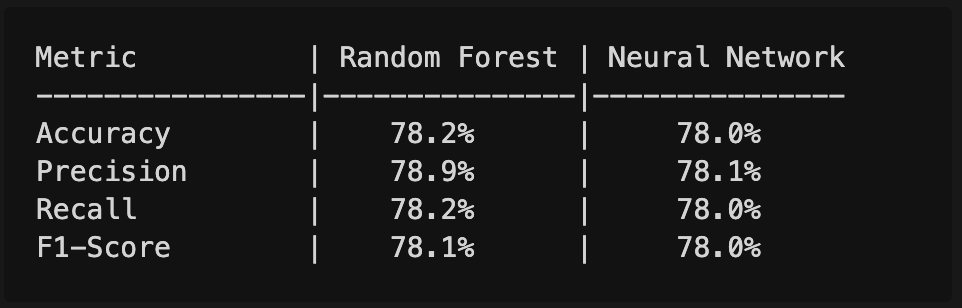 Metric          | Random Forest | Neural Network
----------------|---------------|---------------
Accuracy        |    78.2%      |     78.0%
Precision       |    78.9%      |     78.1%
Recall          |    78.2%      |     78.0%
F1-Score        |    78.1%      |     78.0%